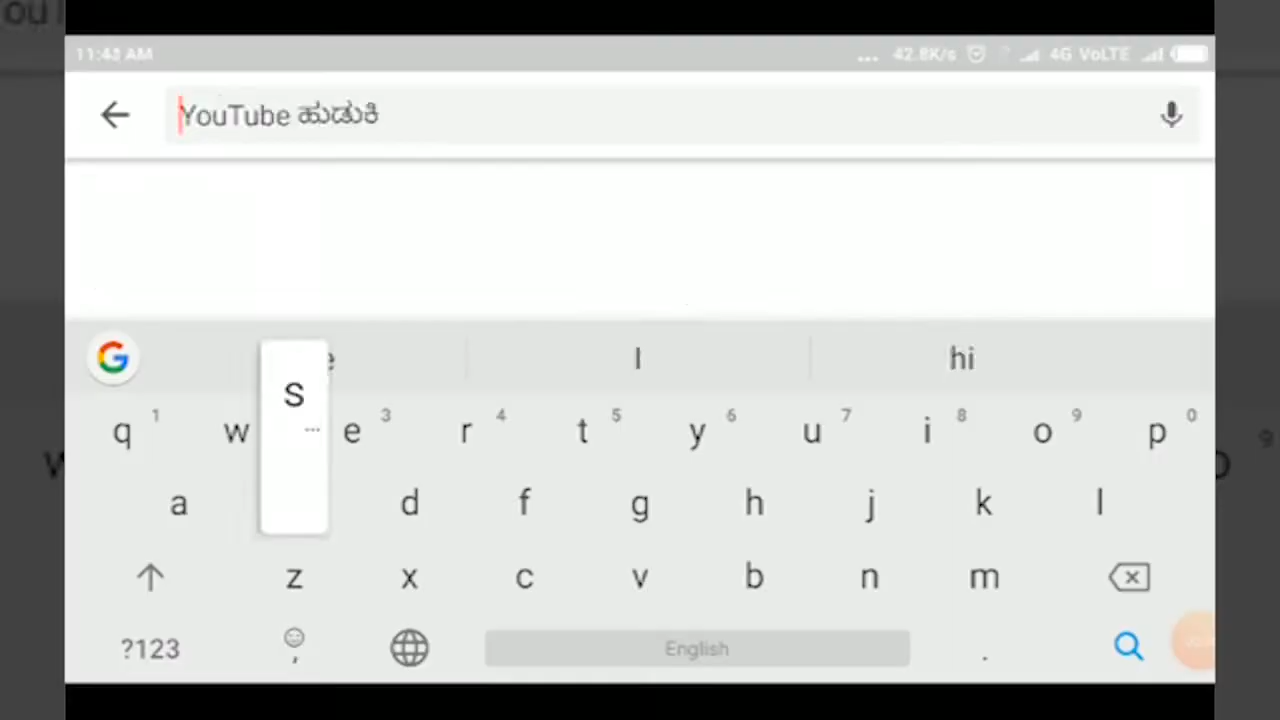 11:43 AM ... 42.8K/s 4G VoLTE
YouTube ಹುಡುಕಿ
I hi
q 1 w e 3 r 4 t 5 y 6 u 7 i 8 o 9 p 0
S
...
a d f g h j k l
z x c v b n m
?123 , English .